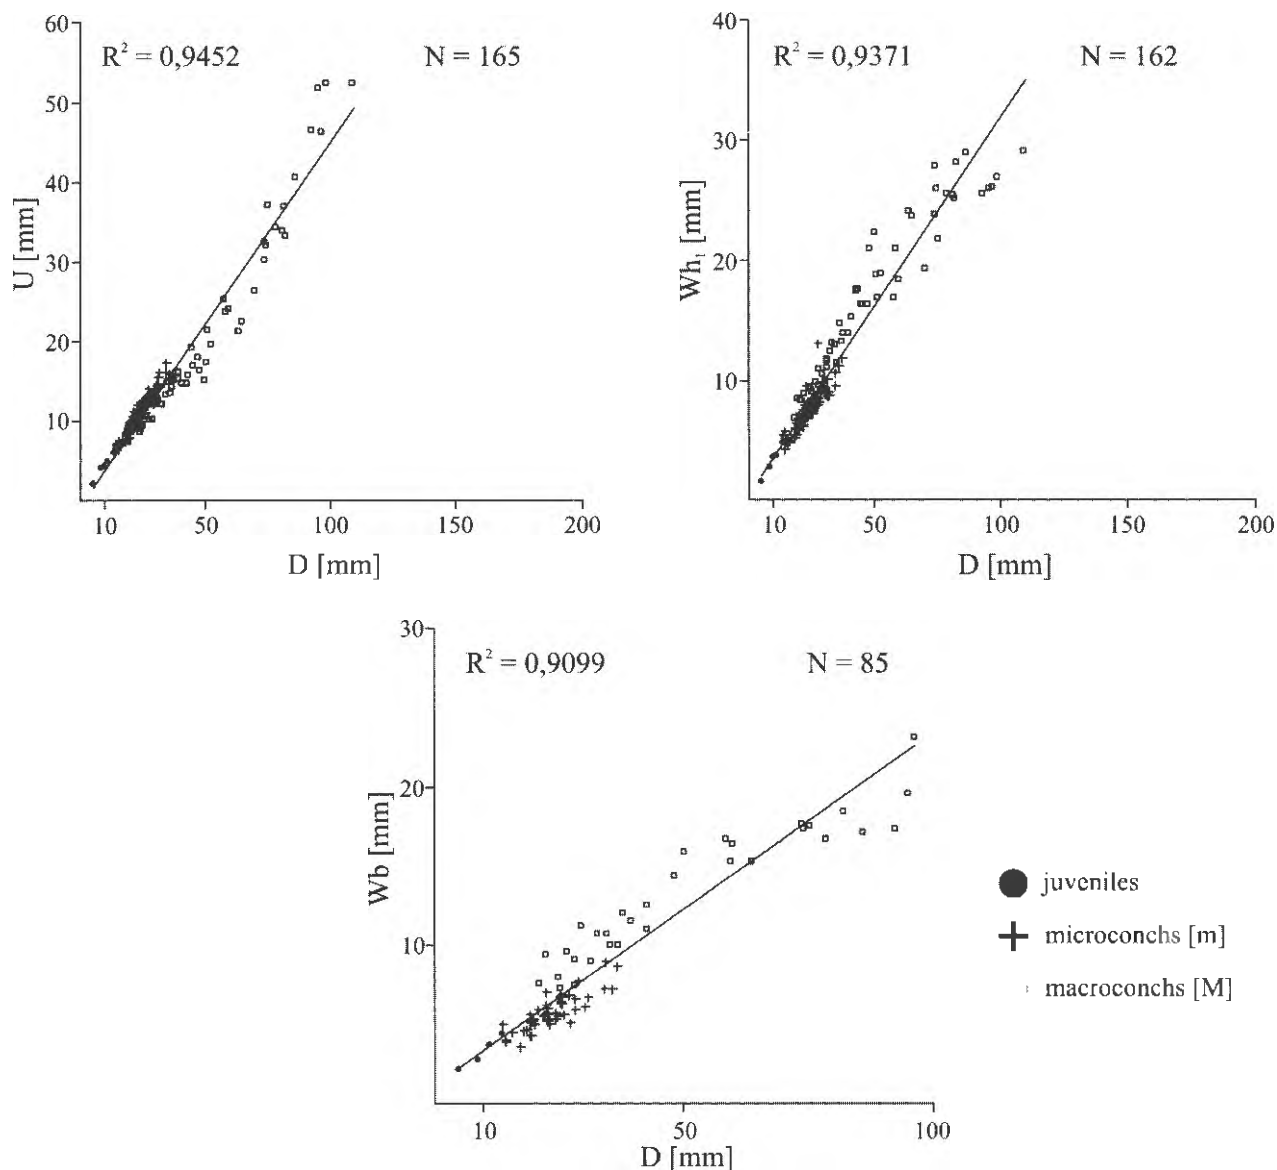 60
50
40
30
20
10
U [mm]
R² = 0,9452
N = 165
10 50 100 150 200
D [mm]
40
30
20
10
Wh₁ [mm]
R² = 0,9371
N = 162
10 50 100 150 200
D [mm]
30
20
10
Wb [mm]
R² = 0,9099
N = 85
10 50 100
D [mm]
juveniles
microconchs [m]
macroconchs [M]